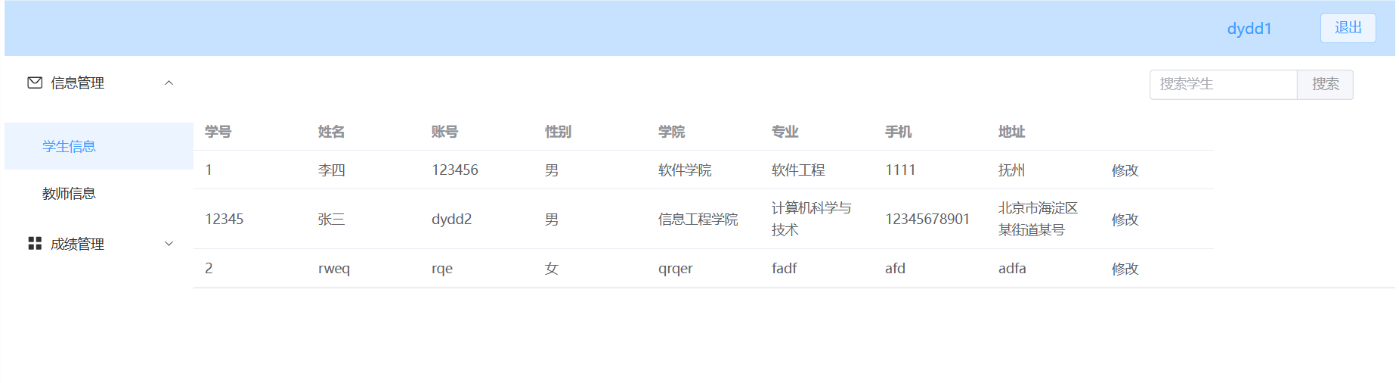 dydd1 退出
信息管理 搜索学生 搜索
学号 姓名 账号 性别 学院 专业 手机 地址
学生信息
1 李四 123456 男 软件学院 软件工程 1111 抚州 修改
教师信息
12345 张三 dydd2 男 信息工程学院 计算机科学与 12345678901 北京市海淀区 修改
技术 某街道某号
成绩管理
2 rweq rqe 女 qrqer fadf afd adfa 修改